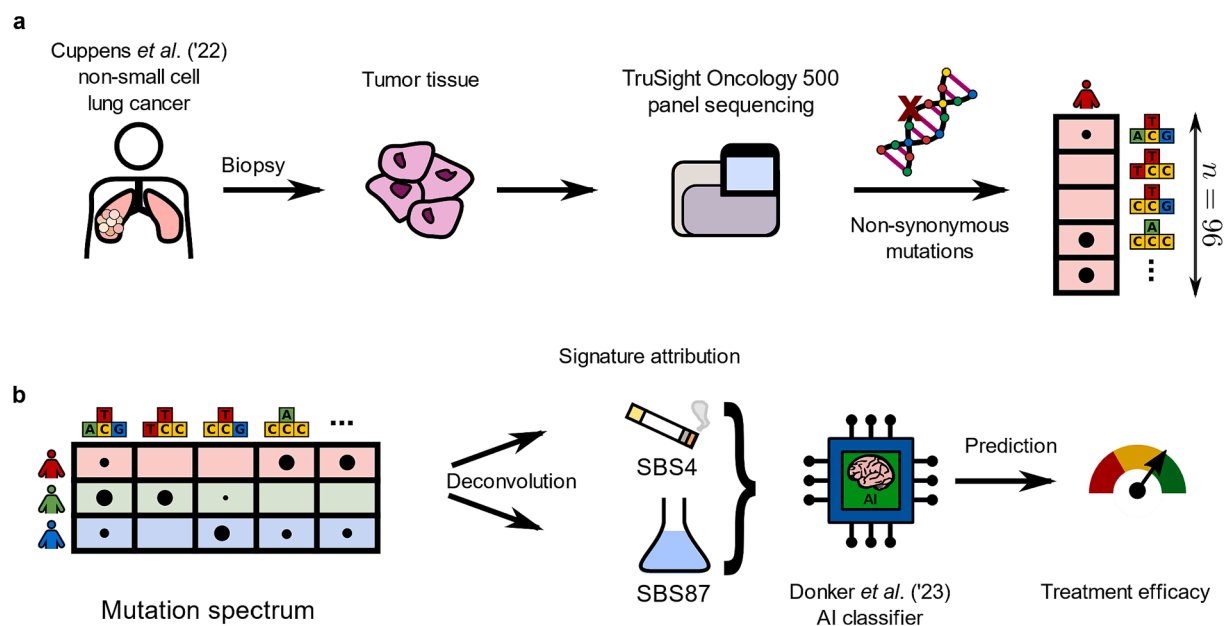 a
Cuppens et al. ('22)
non-small cell
lung cancer
Biopsy
Tumor tissue
TruSight Oncology 500
panel sequencing
X
Non-synonymous
mutations
T
A C G
T
T C C
T
C C G
A
C C C
...
n = 96
b
T
A C G
T
T C C
T
C C G
A
C C C
...
Mutation spectrum
Deconvolution
Signature attribution
SBS4
SBS87
AI
Donker et al. ('23)
AI classifier
Prediction
Treatment efficacy